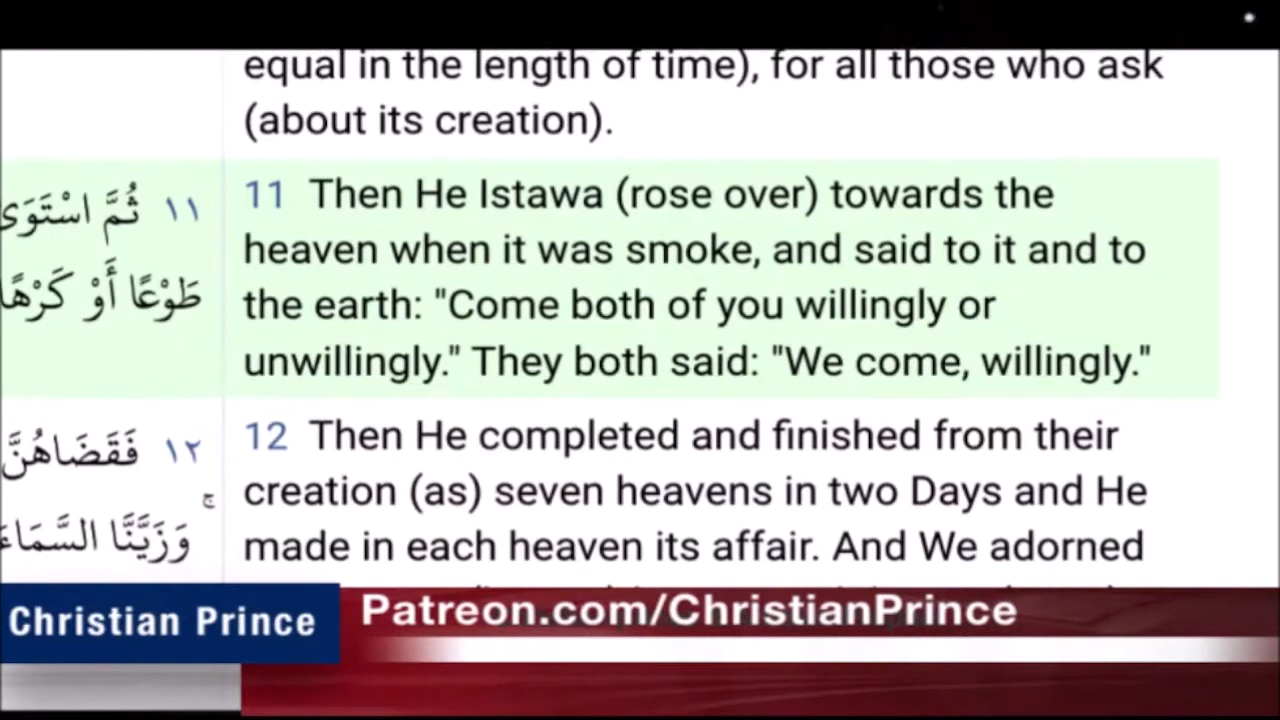 equal in the length of time), for all those who ask
(about its creation).
١١ ثُمَّ اسْتَوَى
طَوْعًا أَوْ كَرْهًا
11 Then He Istawa (rose over) towards the
heaven when it was smoke, and said to it and to
the earth: "Come both of you willingly or
unwillingly." They both said: "We come, willingly."
١٢ فَقَضَاهُنَّ
ۚ وَزَيَّنَّا السَّمَاءَ
12 Then He completed and finished from their
creation (as) seven heavens in two Days and He
made in each heaven its affair. And We adorned
Christian Prince
Patreon.com/ChristianPrince